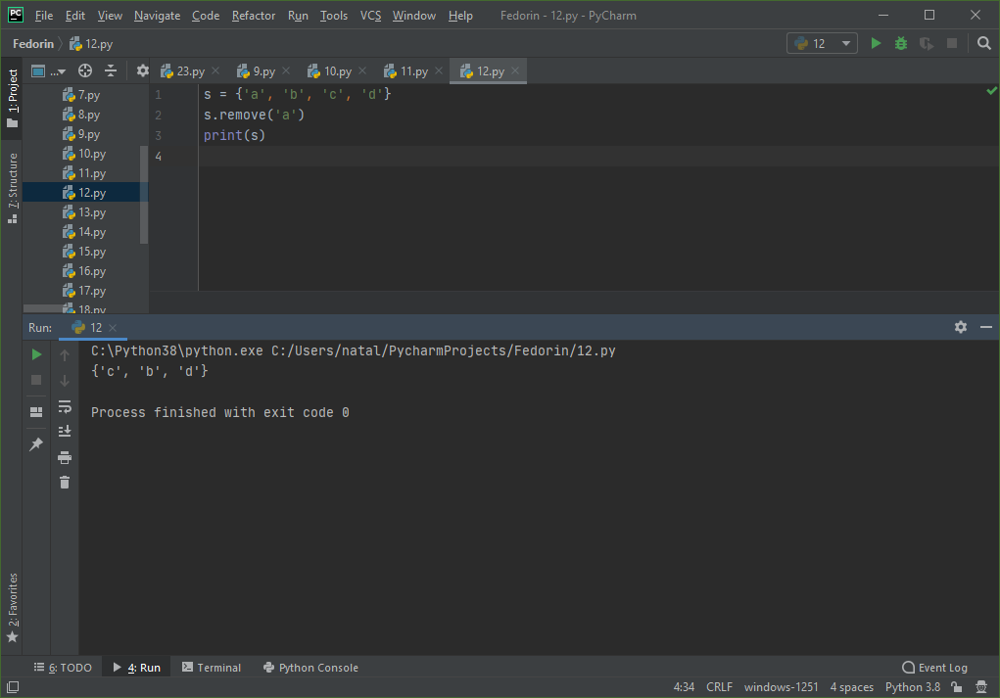 PC File Edit View Navigate Code Refactor Run Tools VCS Window Help Fedorin - 12.py - PyCharm
Fedorin 12.py 12
1: Project
... 23.py 9.py 10.py 11.py 12.py
7.py
8.py
9.py
10.py
11.py
12.py
13.py
14.py
15.py
16.py
17.py
18.py
7: Structure
1 s = {'a', 'b', 'c', 'd'}
2 s.remove('a')
3 print(s)
4
Run: 12
C:\Python38\python.exe C:/Users/natal/PycharmProjects/Fedorin/12.py
{'c', 'b', 'd'}
Process finished with exit code 0
2: Favorites
6: TODO 4: Run Terminal Python Console Event Log
4:34 CRLF windows-1251 4 spaces Python 3.8